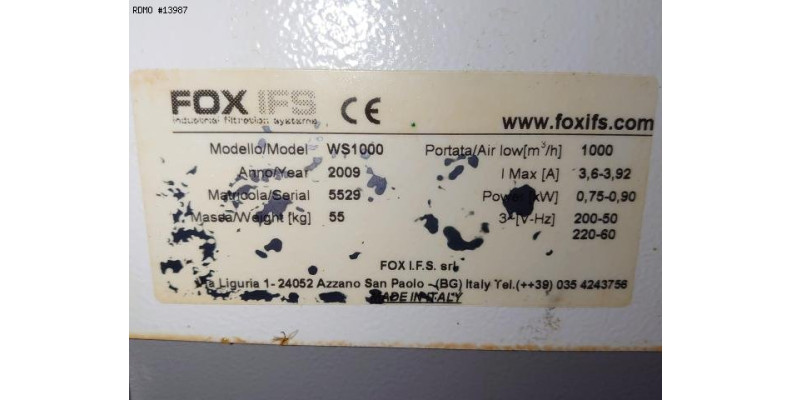 RDMO #13987
FOX IFS CE
industrial filtration systems
www.foxifs.com
Modello/Model WS1000 Portata/Air low[m³/h] 1000
Anno/Year 2009 I Max [A] 3,6-3,92
Matricola/Serial 5529 Power [kW] 0,75-0,90
Massa/Weight [kg] 55 3~[V-Hz] 200-50
220-60
FOX I.F.S. srl
Via Liguria 1- 24052 Azzano San Paolo -(BG) Italy Tel.(++39) 035 4243756
MADE IN ITALY